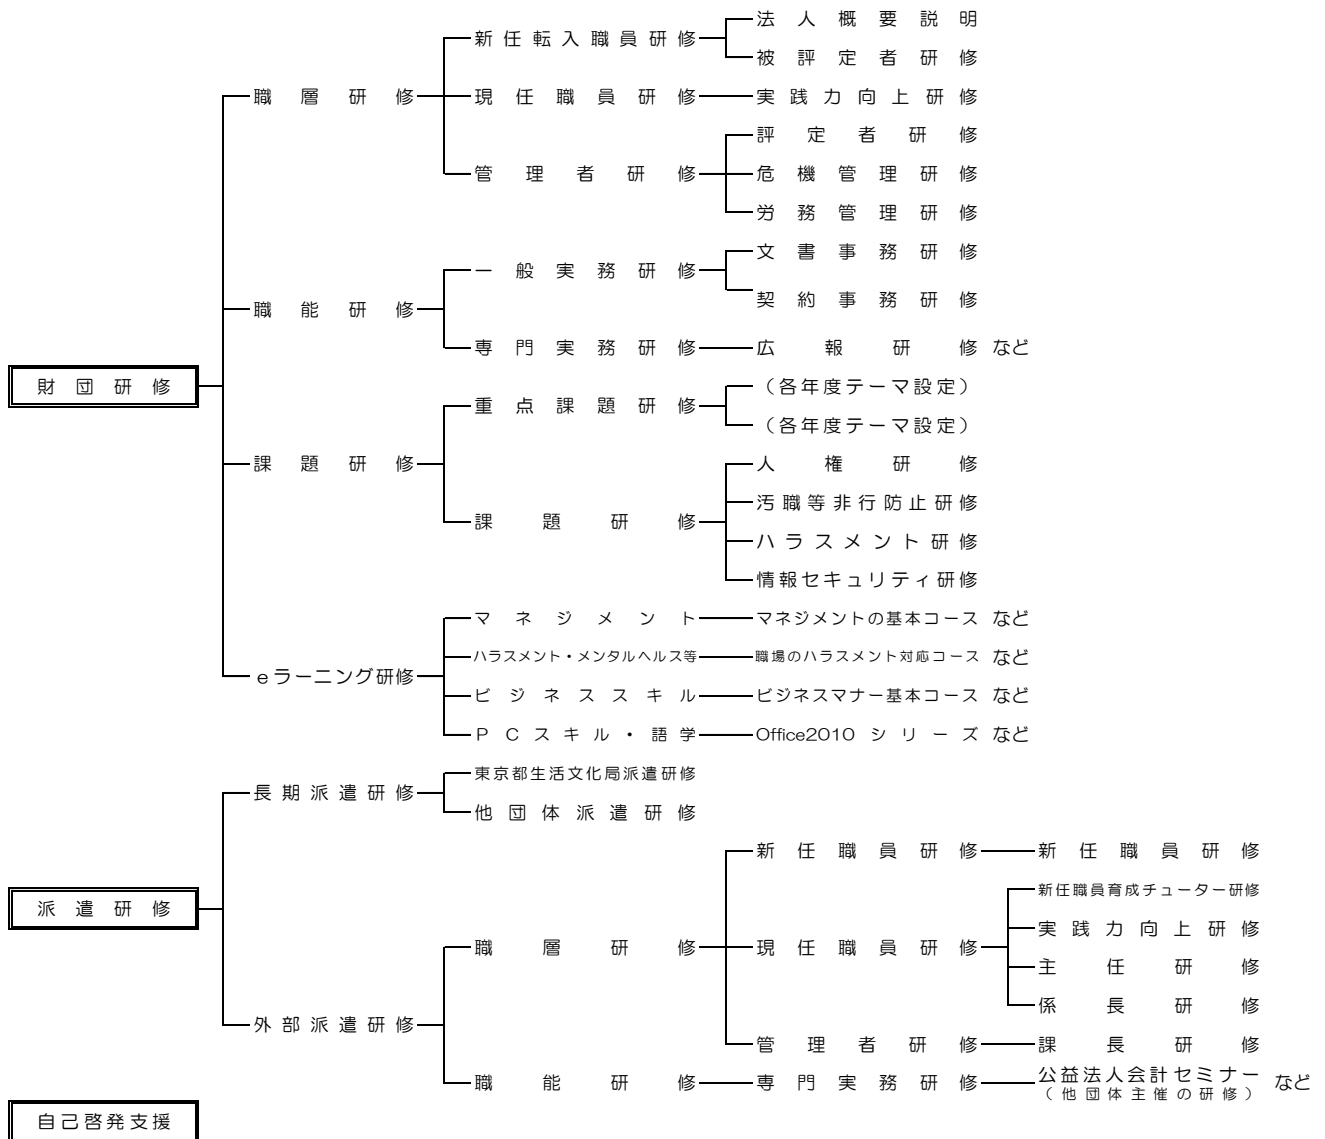 法人概要説明
新任転入職員研修
被評定者研修
職層研修 現任職員研修 実践力向上研修
評定者研修
管理者研修 危機管理研修
労務管理研修
文書事務研修
一般実務研修
契約事務研修
職能研修
専門実務研修 広報研修 など
財団研修 （各年度テーマ設定）
重点課題研修
（各年度テーマ設定）
課題研修 人権研修
汚職等非行防止研修
課題研修
ハラスメント研修
情報セキュリティ研修
マネジメント マネジメントの基本コース など
ハラスメント・メンタルヘルス等 職場のハラスメント対応コース など
eラーニング研修
ビジネススキル ビジネスマナー基本コース など
ＰＣスキル・語学 Office2010 シリーズ など
東京都生活文化局派遣研修
長期派遣研修
他団体派遣研修
新任職員研修 新任職員研修
新任職員育成チューター研修
派遣研修
実践力向上研修
職層研修 現任職員研修
主任研修
係長研修
外部派遣研修
管理者研修 課長研修
職能研修 専門実務研修 公益法人会計セミナー など
（他団体主催の研修）
自己啓発支援